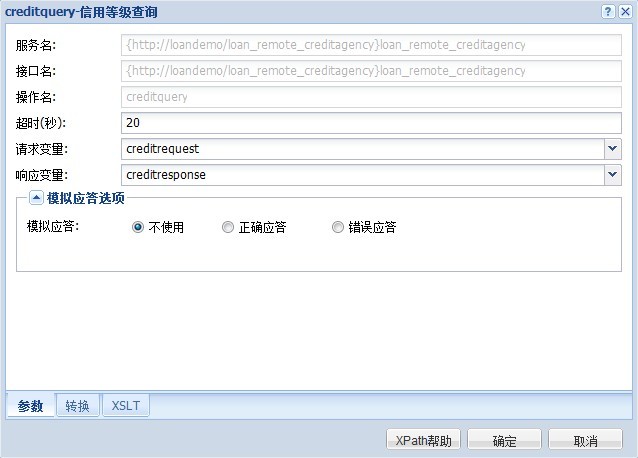 creditquery-信用等级查询
服务名: {http://loandemo/loan_remote_creditagency}loan_remote_creditagency
接口名: {http://loandemo/loan_remote_creditagency}loan_remote_creditagency
操作名: creditquery
超时(秒): 20
请求变量: creditrequest
响应变量: creditresponse
模拟应答选项
模拟应答: 不使用 正确应答 错误应答
参数 转换 XSLT
XPath帮助 确定 取消